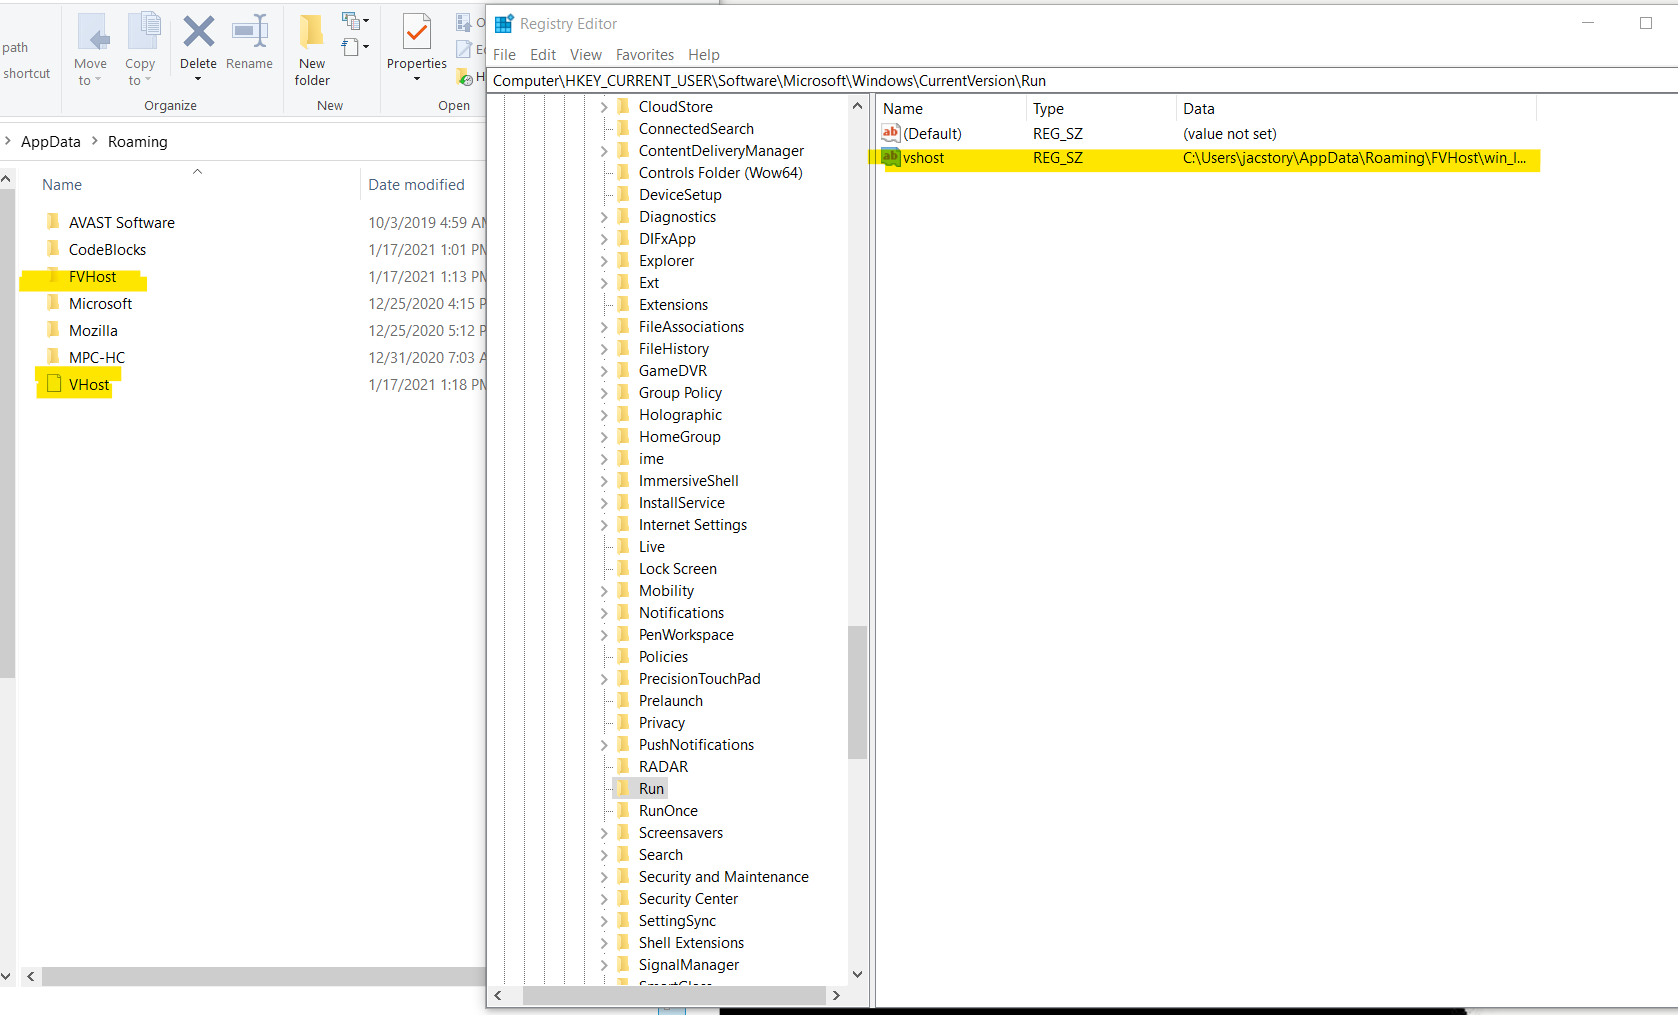 path
shortcut
Move
to
Copy
to
Delete
Rename
Organize
New
folder
New
Properties
Open
AppData
Roaming
Name
Date modified
AVAST Software
10/3/2019 4:59 AM
CodeBlocks
1/17/2021 1:01 PM
FVHost
1/17/2021 1:13 PM
Microsoft
12/25/2020 4:15 P
Mozilla
12/25/2020 5:12 P
MPC-HC
12/31/2020 7:03 A
VHost
1/17/2021 1:18 PM
Registry Editor
File Edit View Favorites Help
Computer\HKEY_CURRENT_USER\Software\Microsoft\Windows\CurrentVersion\Run
CloudStore
ConnectedSearch
ContentDeliveryManager
Controls Folder (Wow64)
DeviceSetup
Diagnostics
DIFxApp
Explorer
Ext
Extensions
FileAssociations
FileHistory
GameDVR
Group Policy
Holographic
HomeGroup
ime
ImmersiveShell
InstallService
Internet Settings
Live
Lock Screen
Mobility
Notifications
PenWorkspace
Policies
PrecisionTouchPad
Prelaunch
Privacy
PushNotifications
RADAR
Run
RunOnce
Screensavers
Search
Security and Maintenance
Security Center
SettingSync
Shell Extensions
SignalManager
Name Type Data
ab (Default) REG_SZ (value not set)
ab vshost REG_SZ C:\Users\jacstory\AppData\Roaming\FVHost\win_l...